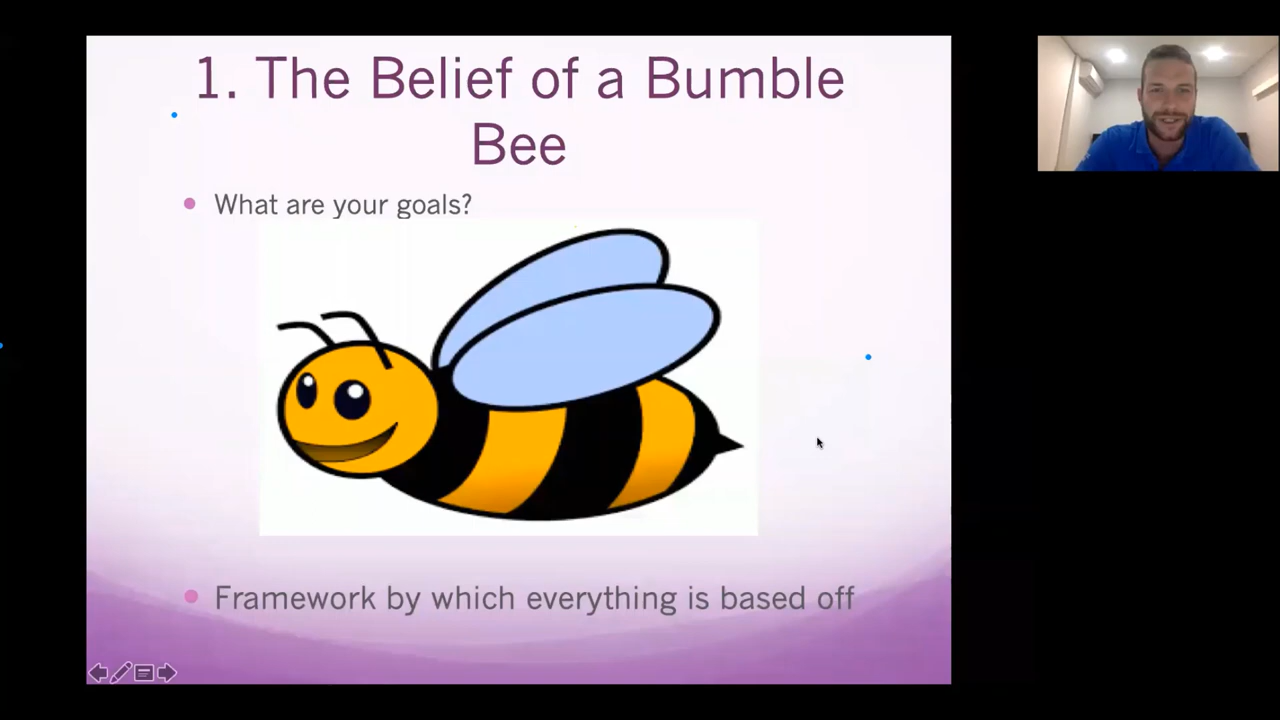 1. The Belief of a Bumble
Bee
What are your goals?
Framework by which everything is based off